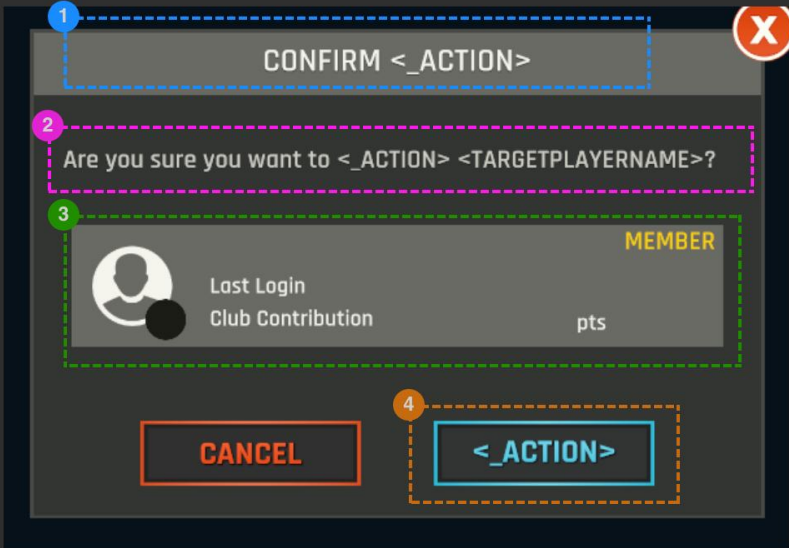 1
X
CONFIRM <_ACTION>
2
Are you sure you want to <_ACTION> <TARGETPLAYERNAME>?
3
MEMBER
Last Login
Club Contribution
pts
4
CANCEL
<_ACTION>